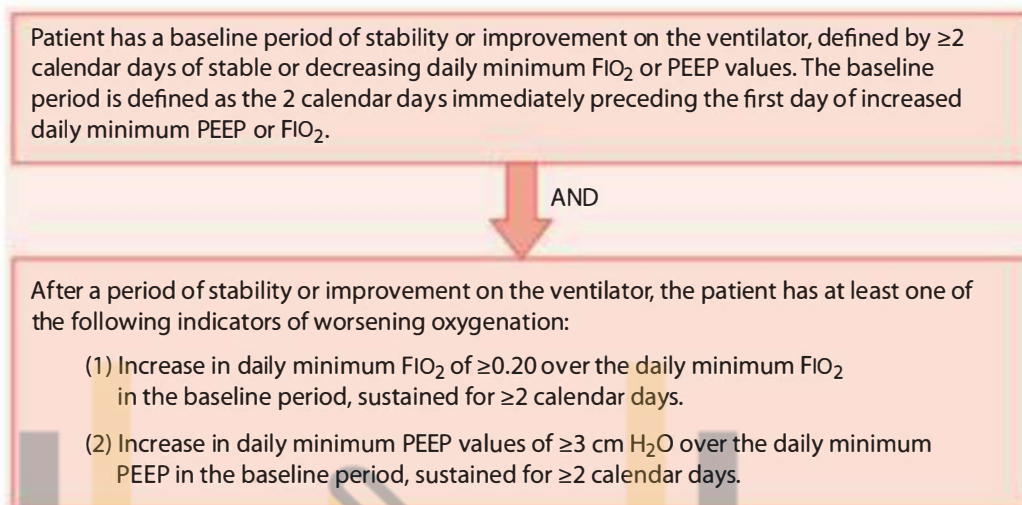 Patient has a baseline period of stability or improvement on the ventilator, defined by ≥2
calendar days of stable or decreasing daily minimum FIO₂ or PEEP values. The baseline
period is defined as the 2 calendar days immediately preceding the first day of increased
daily minimum PEEP or FIO₂.
AND
After a period of stability or improvement on the ventilator, the patient has at least one of
the following indicators of worsening oxygenation:
(1) Increase in daily minimum FIO₂ of ≥0.20 over the daily minimum FIO₂
in the baseline period, sustained for ≥2 calendar days.
(2) Increase in daily minimum PEEP values of ≥3 cm H₂O over the daily minimum
PEEP in the baseline period, sustained for ≥2 calendar days.